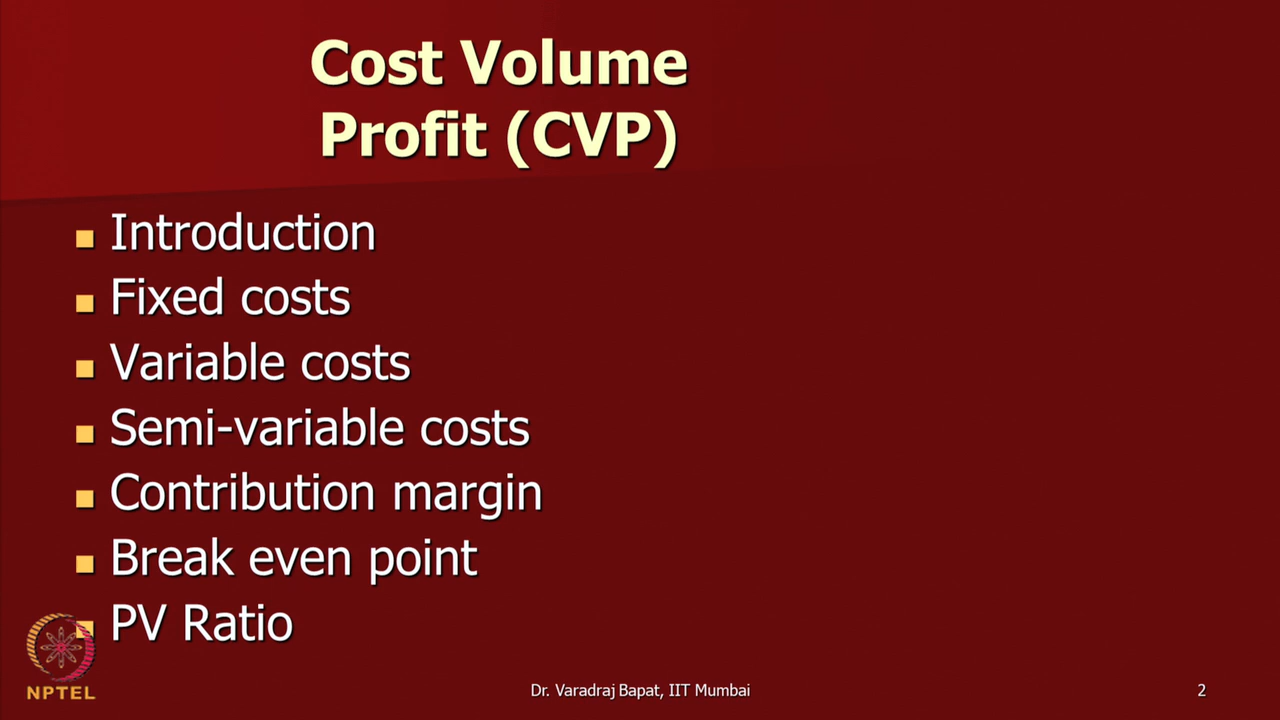 Cost Volume
Profit (CVP)
Introduction
Fixed costs
Variable costs
Semi-variable costs
Contribution margin
Break even point
PV Ratio
NPTEL
Dr. Varadraj Bapat, IIT Mumbai
2